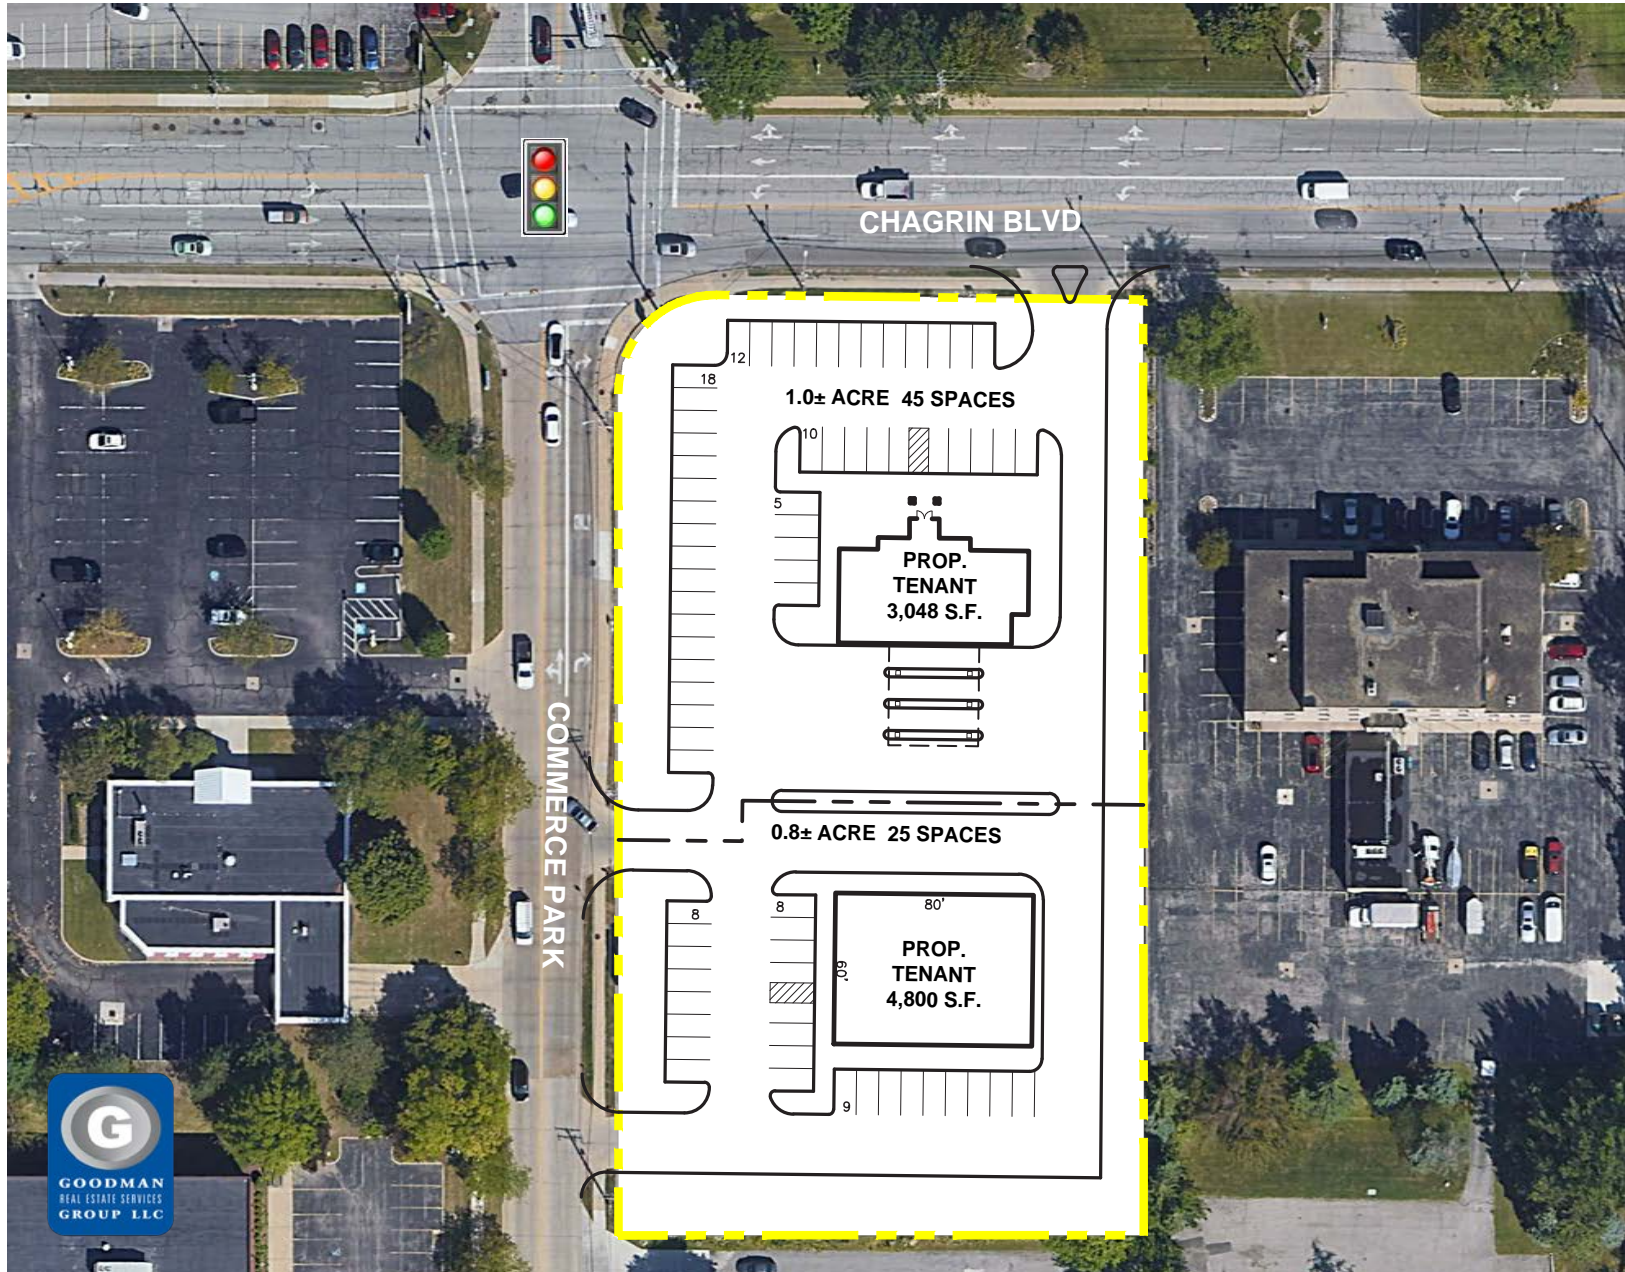 CHAGRIN BLVD
12
18
1.0± ACRE 45 SPACES
10
5
PROP.
TENANT
3,048 S.F.
COMMERCE PARK
0.8± ACRE 25 SPACES
8
8
80'
60'
PROP.
TENANT
4,800 S.F.
9
G
GOODMAN
REAL ESTATE SERVICES
GROUP LLC